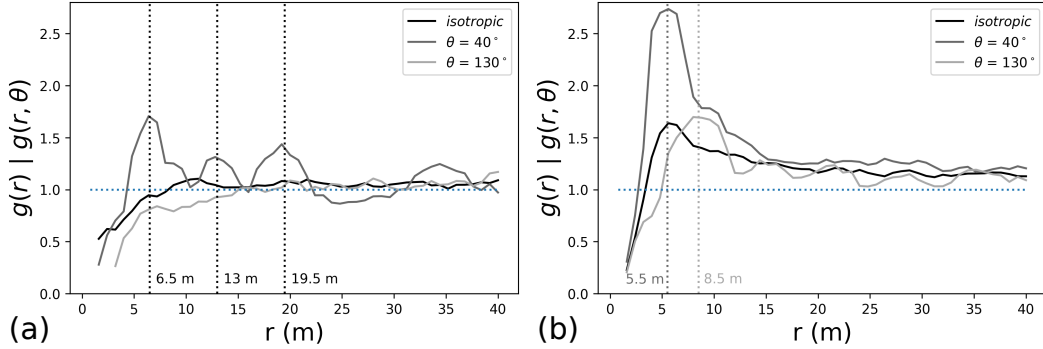 2.5
2.0
1.5
1.0
0.5
0.0
g(r) | g(r, θ)
isotropic
θ = 40°
θ = 130°
6.5 m
13 m
19.5 m
0 5 10 15 20 25 30 35 40
r (m)
(a)
2.5
2.0
1.5
1.0
0.5
0.0
g(r) | g(r, θ)
isotropic
θ = 40°
θ = 130°
5.5 m
8.5 m
0 5 10 15 20 25 30 35 40
r (m)
(b)